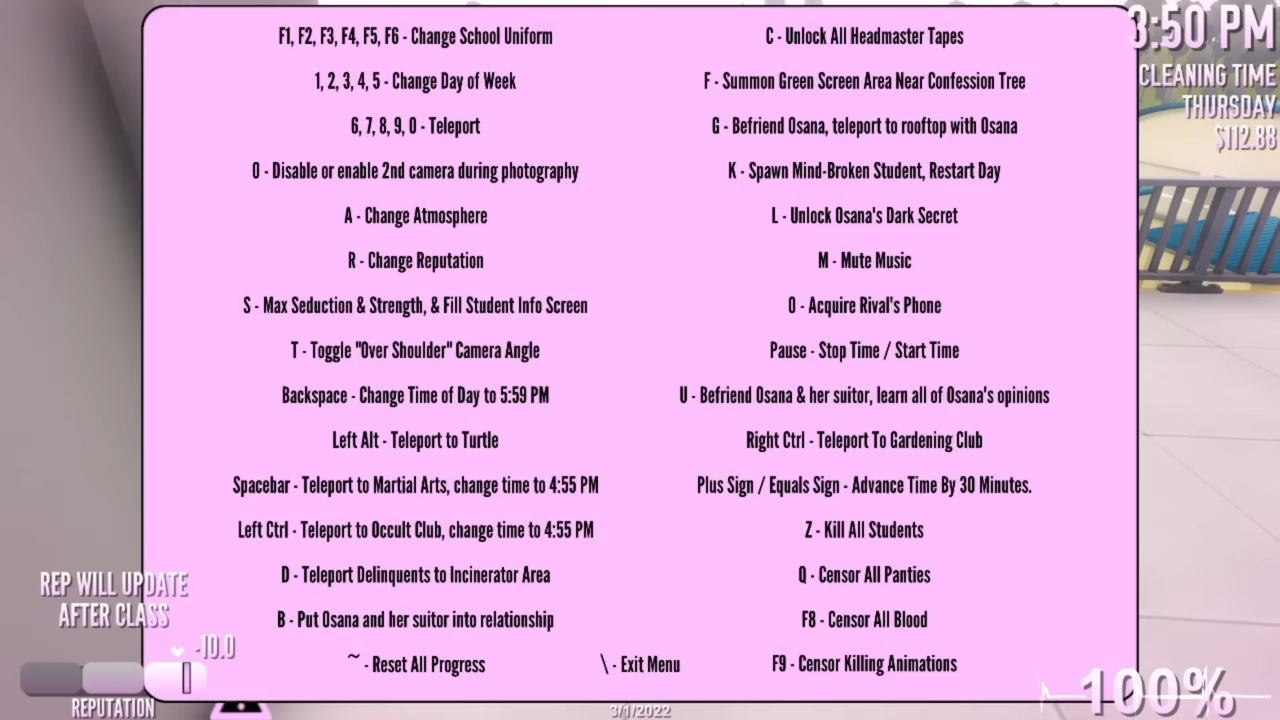 F1, F2, F3, F4, F5, F6 - Change School Uniform
1, 2, 3, 4, 5 - Change Day of Week
6, 7, 8, 9, 0 - Teleport
O - Disable or enable 2nd camera during photography
A - Change Atmosphere
R - Change Reputation
S - Max Seduction & Strength, & Fill Student Info Screen
T - Toggle "Over Shoulder" Camera Angle
Backspace - Change Time of Day to 5:59 PM
Left Alt - Teleport to Turtle
Spacebar - Teleport to Martial Arts, change time to 4:55 PM
Left Ctrl - Teleport to Occult Club, change time to 4:55 PM
D - Teleport Delinquents to Incinerator Area
B - Put Osana and her suitor into relationship
~ - Reset All Progress
\ - Exit Menu
C - Unlock All Headmaster Tapes
F - Summon Green Screen Area Near Confession Tree
G - Befriend Osana, teleport to rooftop with Osana
K - Spawn Mind-Broken Student, Restart Day
L - Unlock Osana's Dark Secret
M - Mute Music
O - Acquire Rival's Phone
Pause - Stop Time / Start Time
U - Befriend Osana & her suitor, learn all of Osana's opinions
Right Ctrl - Teleport To Gardening Club
Plus Sign / Equals Sign - Advance Time By 30 Minutes.
Z - Kill All Students
Q - Censor All Panties
F8 - Censor All Blood
F9 - Censor Killing Animations
3:50 PM
CLEANING TIME
THURSDAY
$112.88
REP WILL UPDATE
AFTER CLASS
-10.0
REPUTATION
3/1/2022
100%